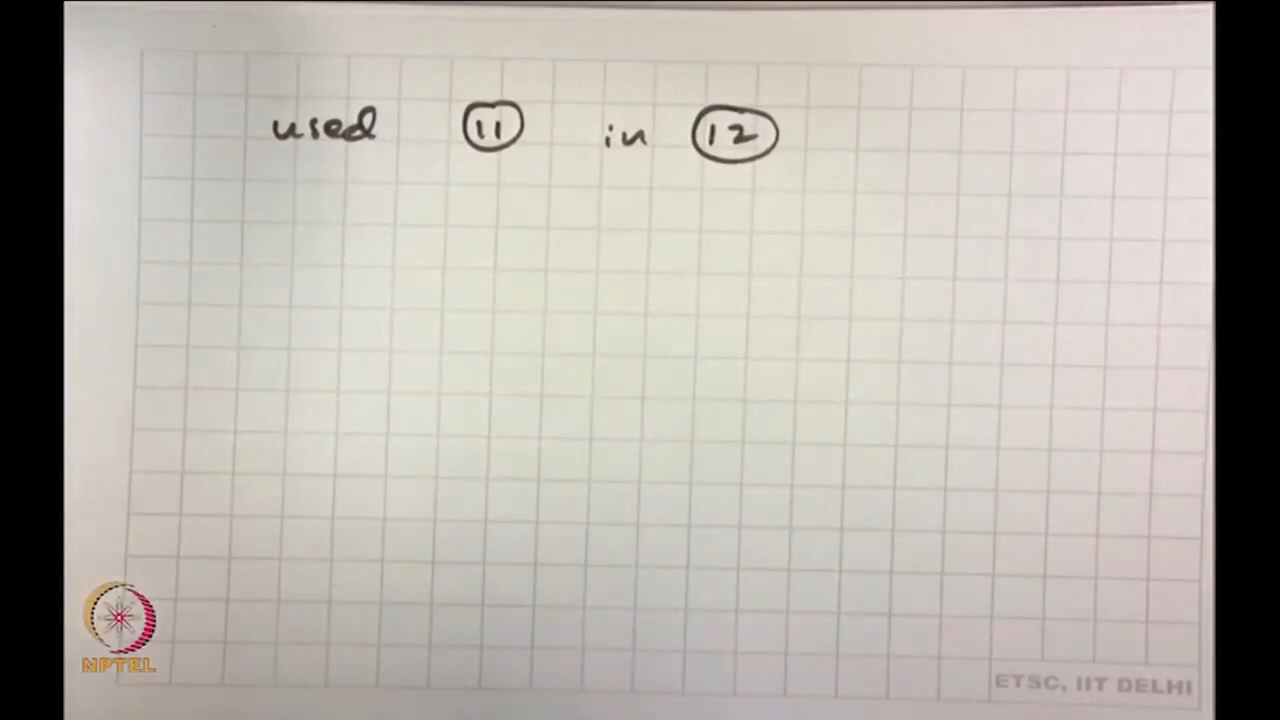 used ⑪ in ⑫
NPTEL
ETSC, IIT DELHI